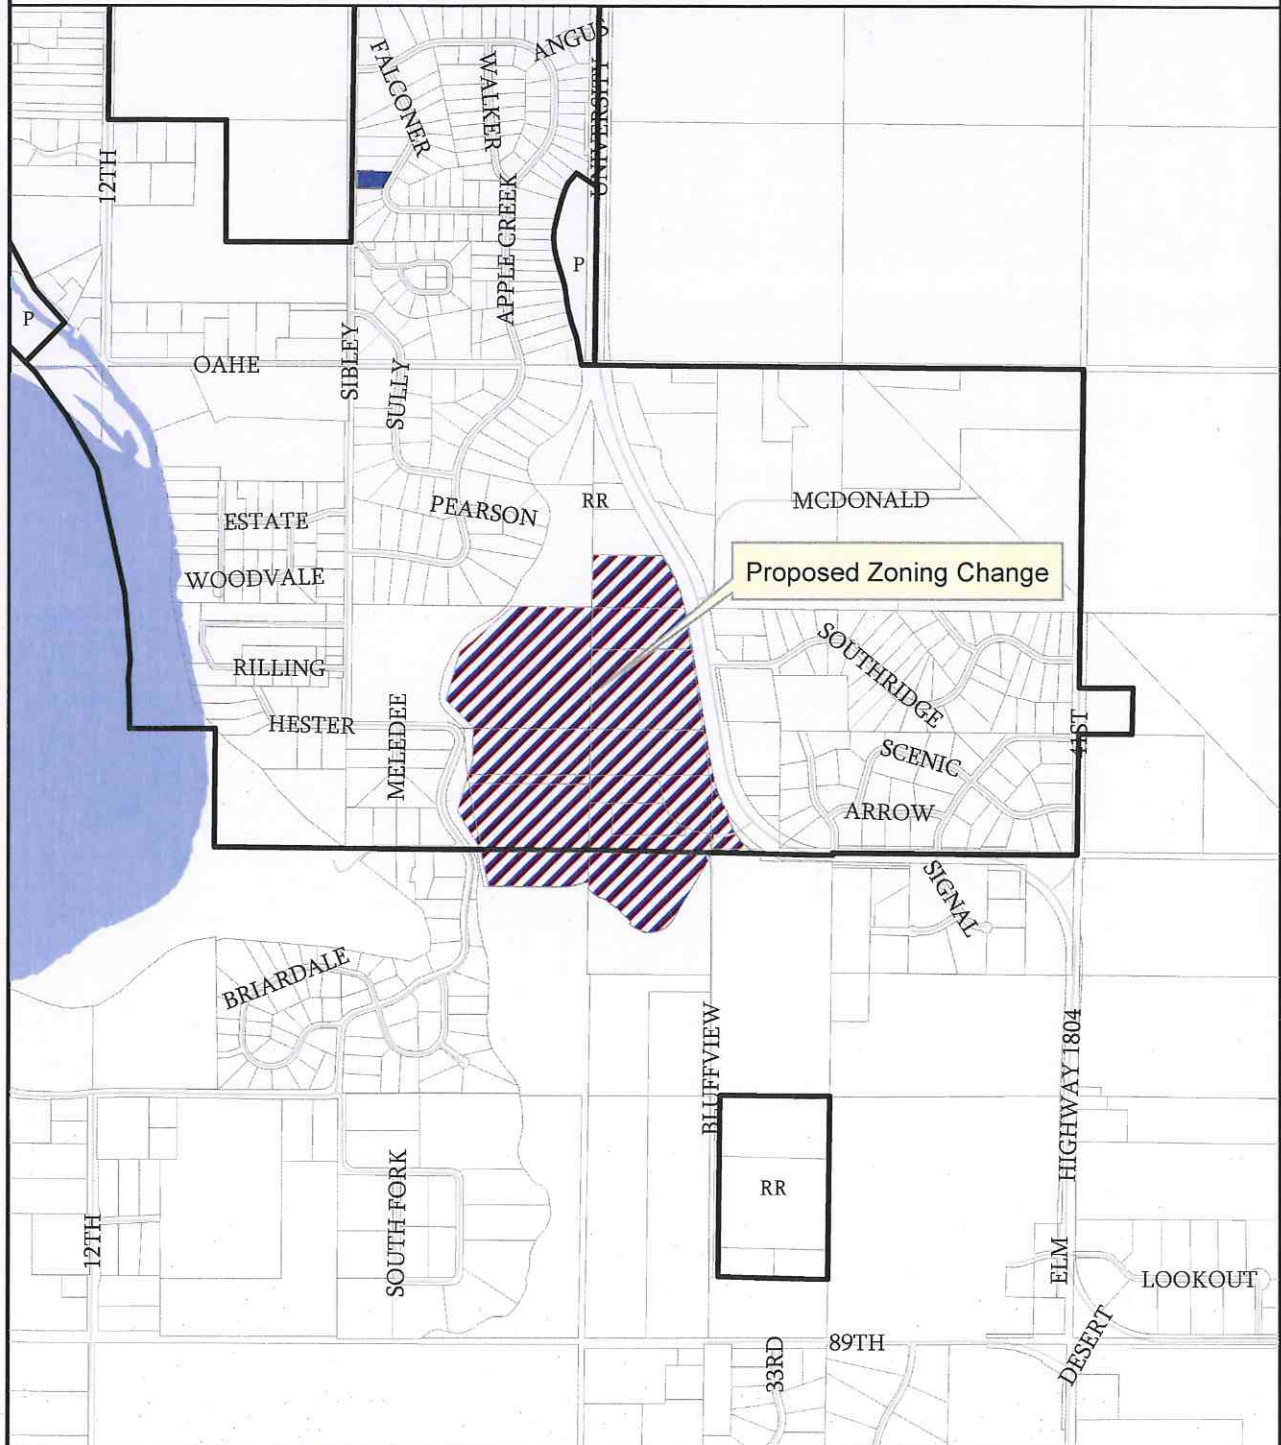 ANGUS
FALCONER
WALKER
UNIVERSITY
12TH
APPLE CREEK
P
P
OAHE
SIBLEY
SULLY
PEARSON
RR
MCDONALD
ESTATE
WOODVALE
Proposed Zoning Change
RILLING
SOUTHRIDGE
HESTER
MELEDEE
41ST
SCENIC
ARROW
SIGNAL
BRIARDALE
BLUFFVIEW
HIGHWAY 1804
RR
SOUTH FORK
12TH
ELM
LOOKOUT
33RD
89TH
DESERT